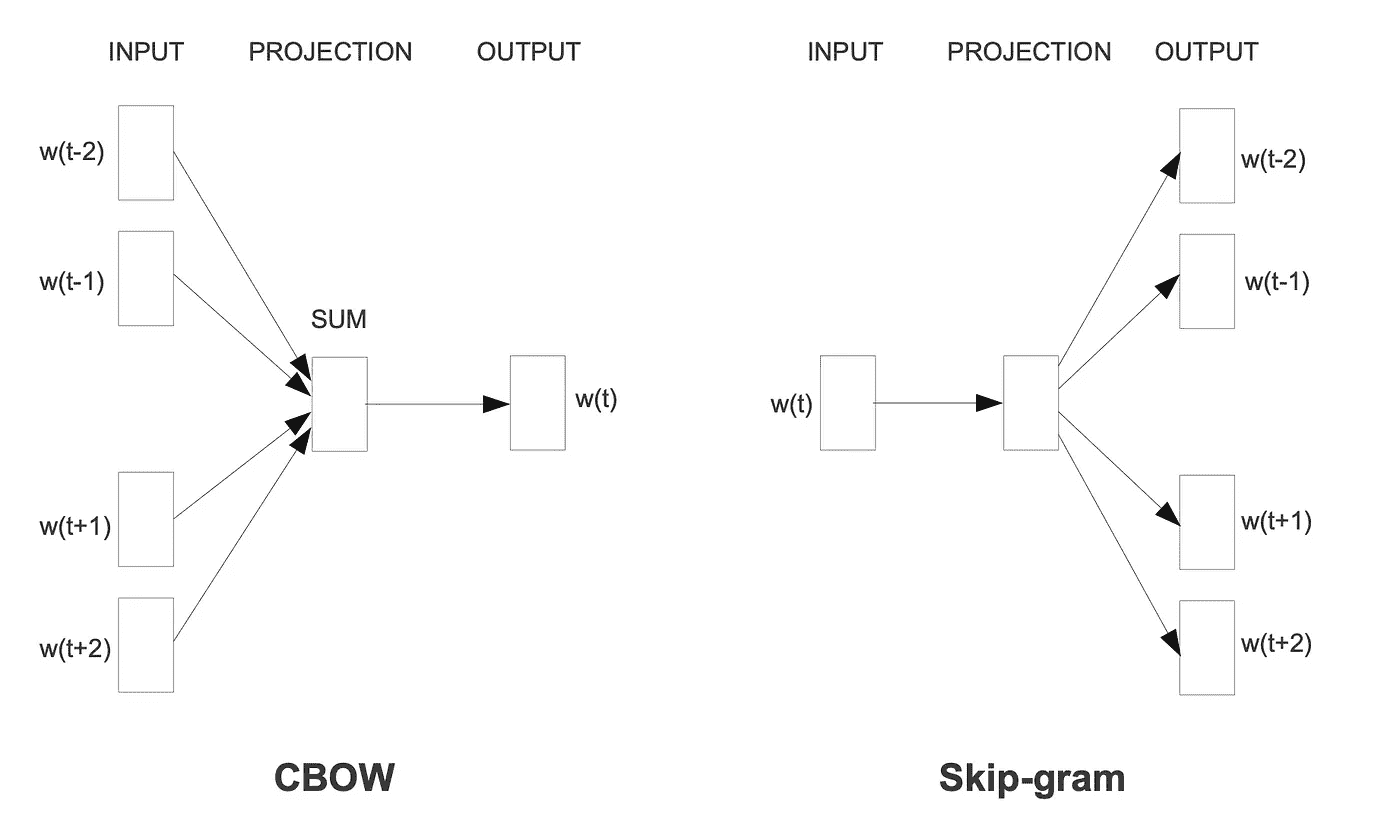 INPUT PROJECTION OUTPUT
w(t-2)
w(t-1)
SUM
w(t)
w(t+1)
w(t+2)
CBOW
INPUT PROJECTION OUTPUT
w(t-2)
w(t-1)
w(t)
w(t+1)
w(t+2)
Skip-gram